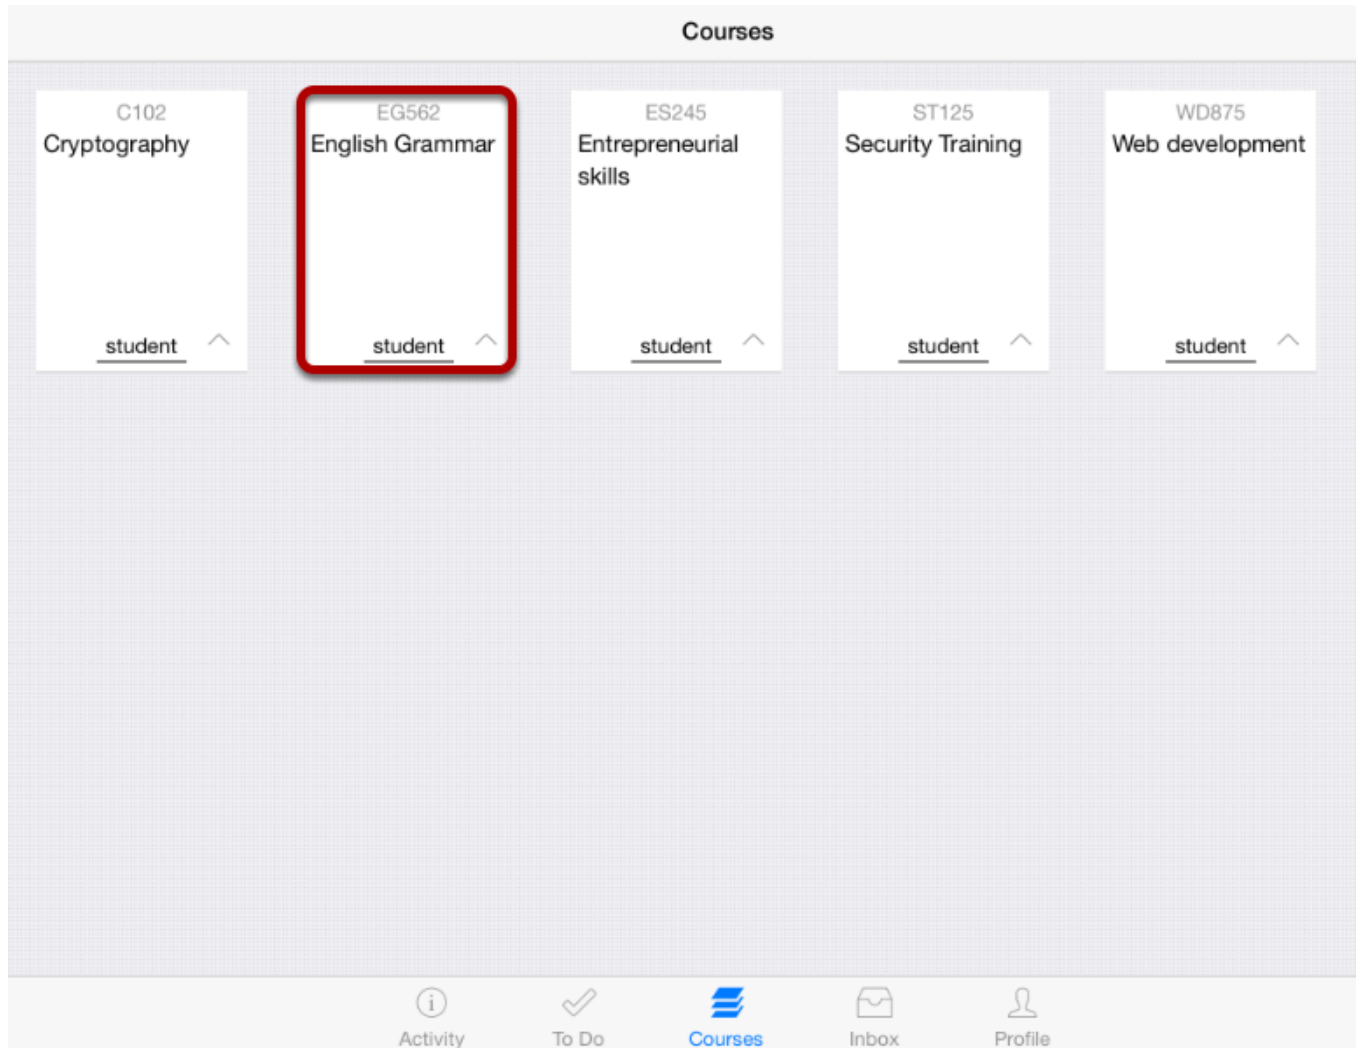 Courses
C102
Cryptography
student
EG562
English Grammar
student
ES245
Entrepreneurial
skills
student
ST125
Security Training
student
WD875
Web development
student
Activity
To Do
Courses
Inbox
Profile